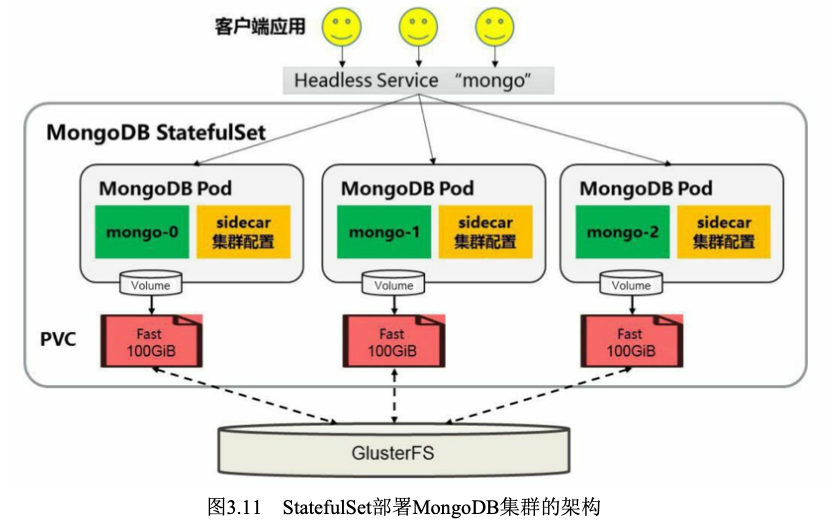 客户端应用
Headless Service “mongo”
MongoDB StatefulSet
MongoDB Pod
mongo-0
sidecar
集群配置
Volume
MongoDB Pod
mongo-1
sidecar
集群配置
Volume
MongoDB Pod
mongo-2
sidecar
集群配置
Volume
PVC
Fast
100GiB
Fast
100GiB
Fast
100GiB
GlusterFS
图3.11 StatefulSet部署MongoDB集群的架构